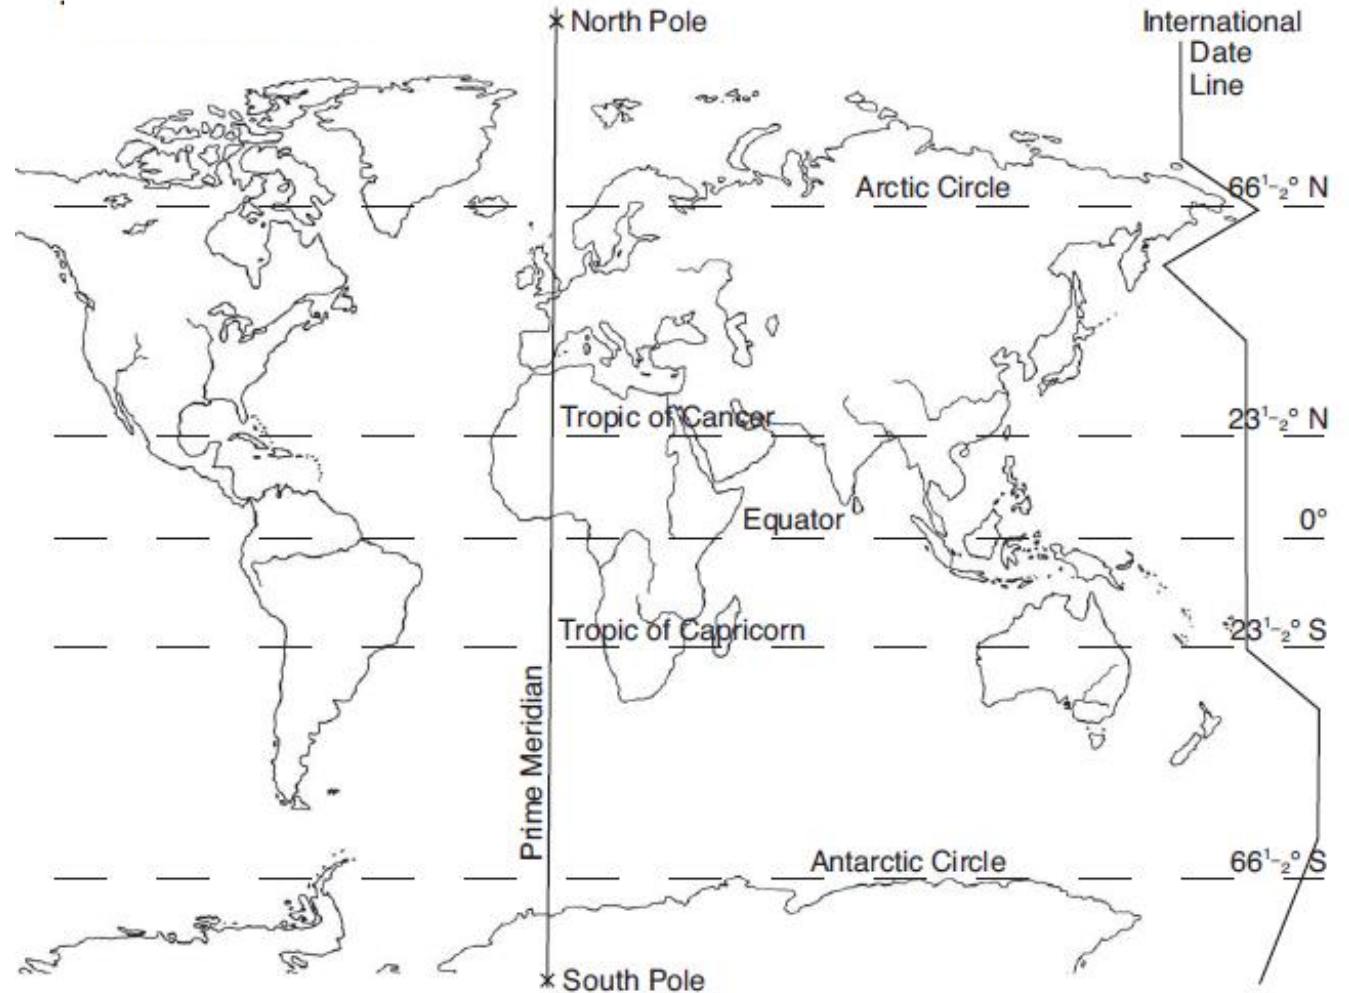 North Pole
International
Date
Line
Arctic Circle
66½° N
Tropic of Cancer
23½° N
Equator
0°
Tropic of Capricorn
23½° S
Prime Meridian
Antarctic Circle
66½° S
South Pole